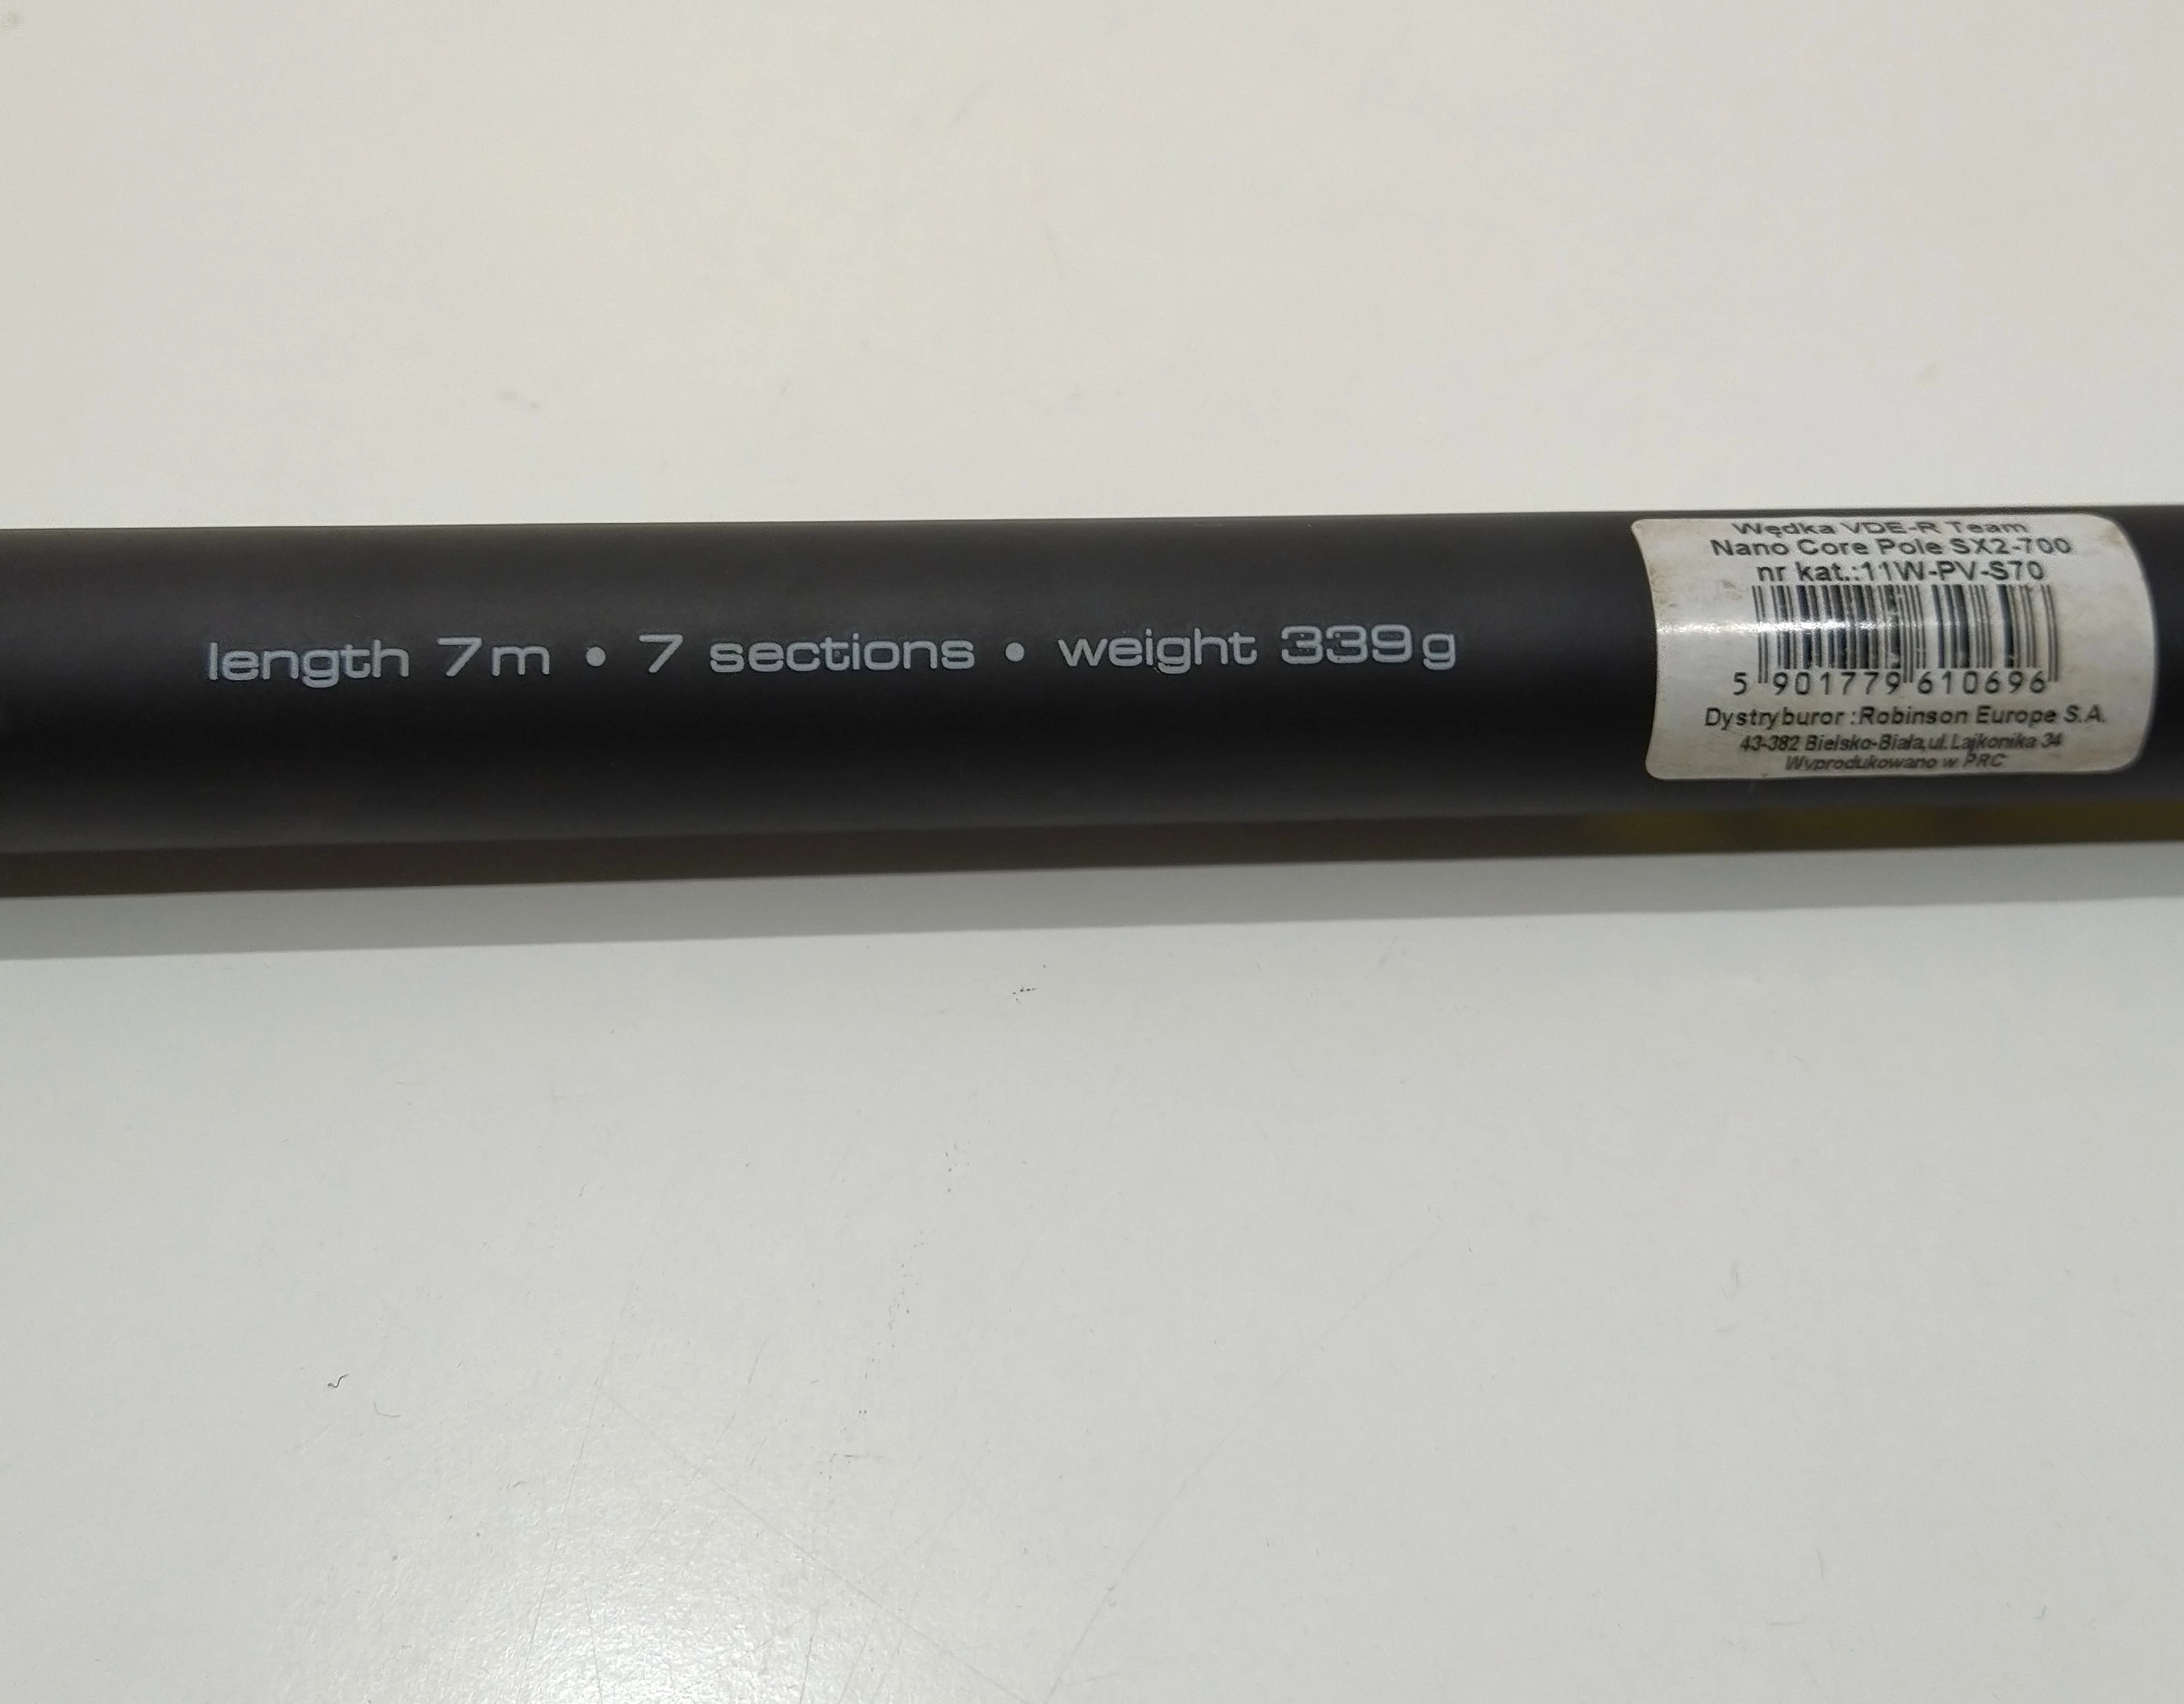 length 7m • 7 sections • weight 339g
Wędka VDE-R Team
Nano Core Pole SX2-700
nr kat.:11W-PV-S70
5 901779 610696
Dystryburor :Robinson Europe S.A.
43-382 Bielsko-Biała,ul. Lajkonika 34
Wyprodukowano w PRC